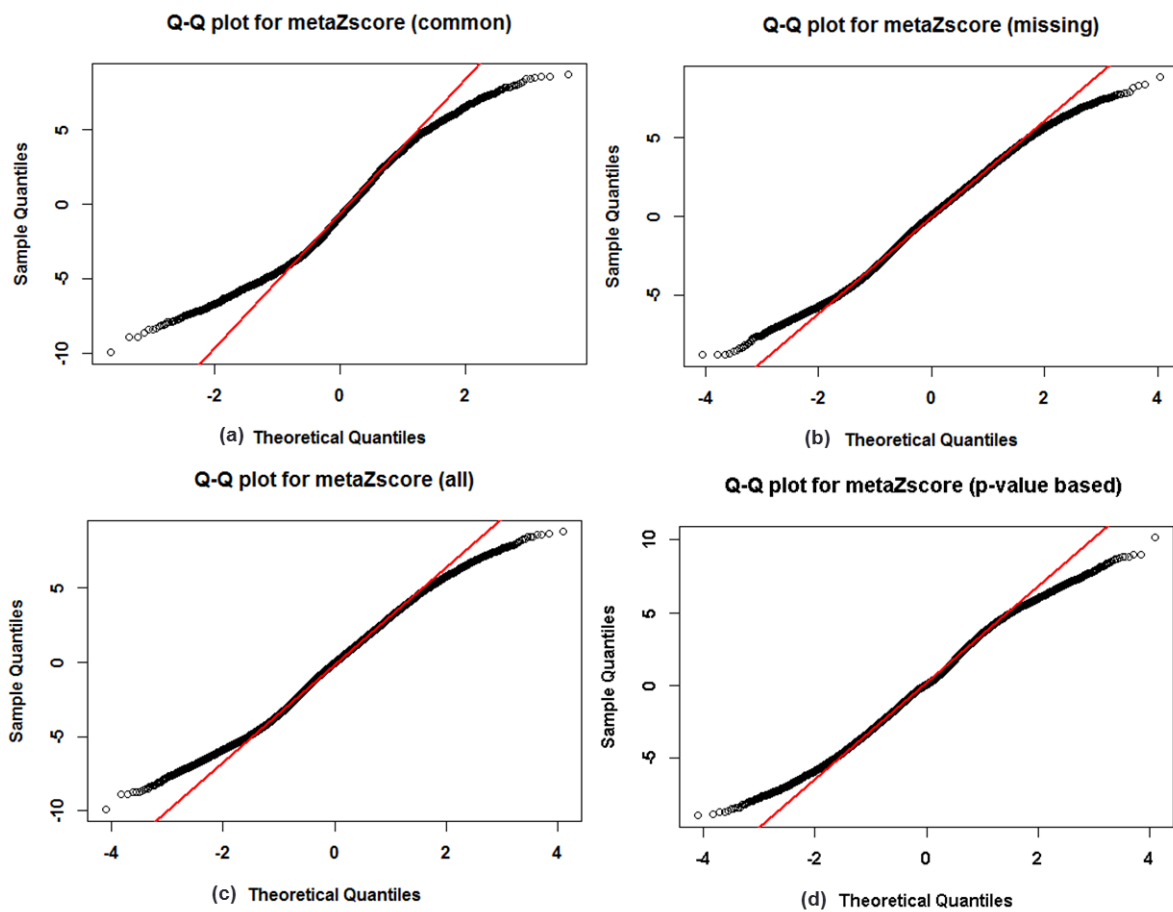 Q-Q plot for metaZscore (common)
Sample Quantiles
5
0
-5
-10
-2
0
2
(a) Theoretical Quantiles
Q-Q plot for metaZscore (missing)
Sample Quantiles
5
0
-5
-4
-2
0
2
4
(b) Theoretical Quantiles
Q-Q plot for metaZscore (all)
Sample Quantiles
5
0
-5
-10
-4
-2
0
2
4
(c) Theoretical Quantiles
Q-Q plot for metaZscore (p-value based)
Sample Quantiles
10
5
0
-5
-4
-2
0
2
4
(d) Theoretical Quantiles